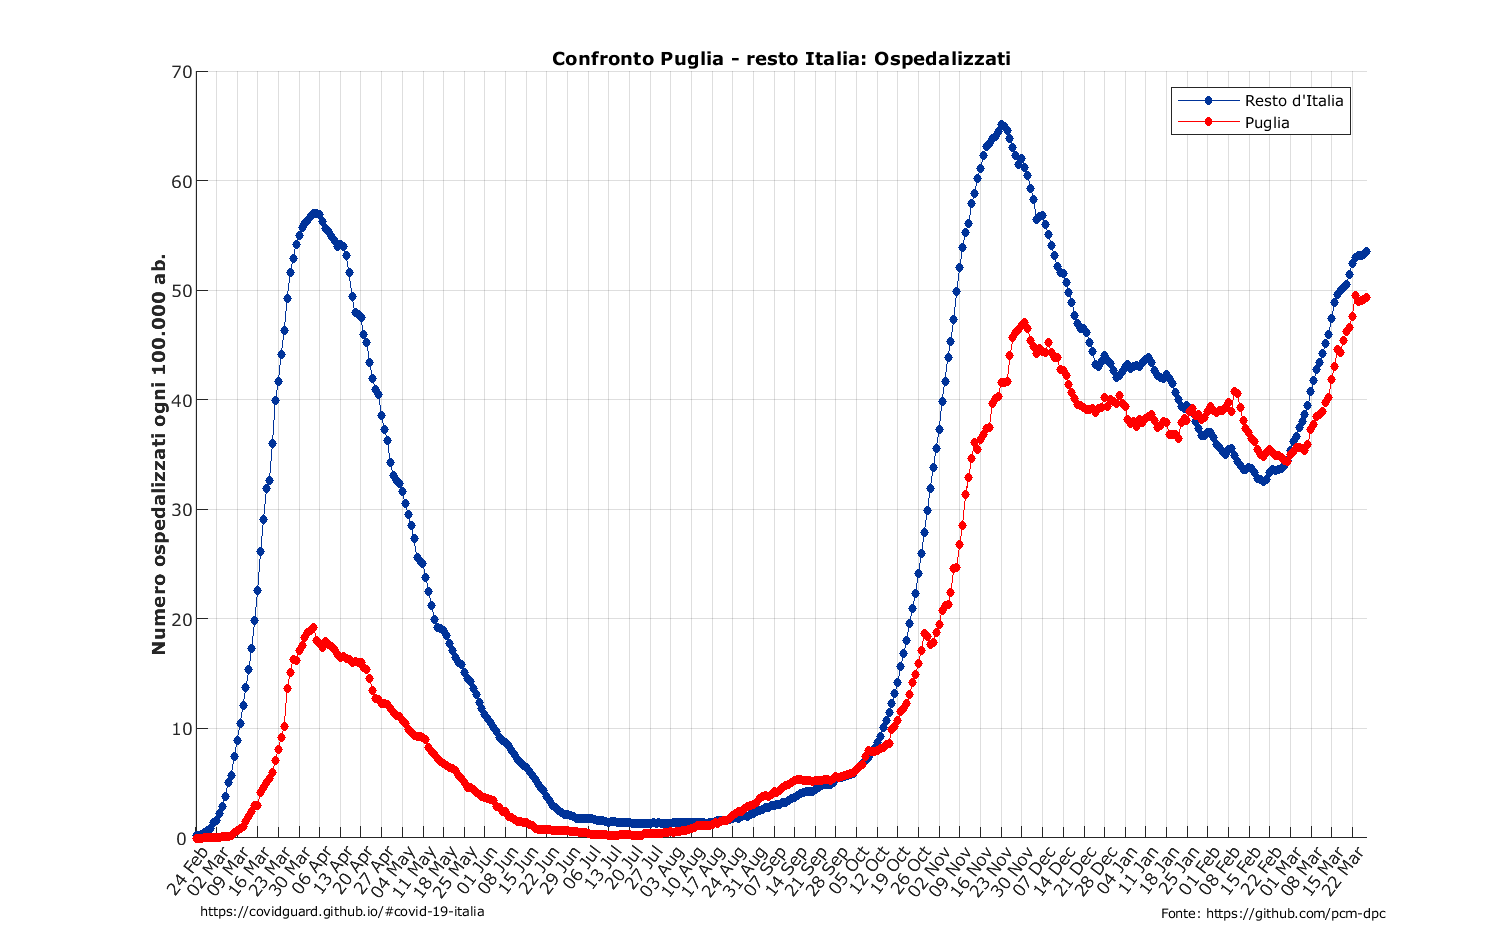 Confronto Puglia - resto Italia: Ospedalizzati
Numero ospedalizzati ogni 100.000 ab.
70
60
50
40
30
20
10
0
Resto d'Italia
Puglia
24 Feb
02 Mar
09 Mar
16 Mar
23 Mar
30 Mar
06 Apr
13 Apr
20 Apr
27 Apr
04 May
11 May
18 May
25 May
01 Jun
08 Jun
15 Jun
22 Jun
29 Jun
06 Jul
13 Jul
20 Jul
27 Jul
03 Aug
10 Aug
17 Aug
24 Aug
31 Aug
07 Sep
14 Sep
21 Sep
28 Sep
05 Oct
12 Oct
19 Oct
26 Oct
02 Nov
09 Nov
16 Nov
23 Nov
30 Nov
07 Dec
14 Dec
21 Dec
28 Dec
04 Jan
11 Jan
18 Jan
25 Jan
01 Feb
08 Feb
15 Feb
22 Feb
01 Mar
08 Mar
15 Mar
22 Mar
https://covidguard.github.io/#covid-19-italia
Fonte: https://github.com/pcm-dpc